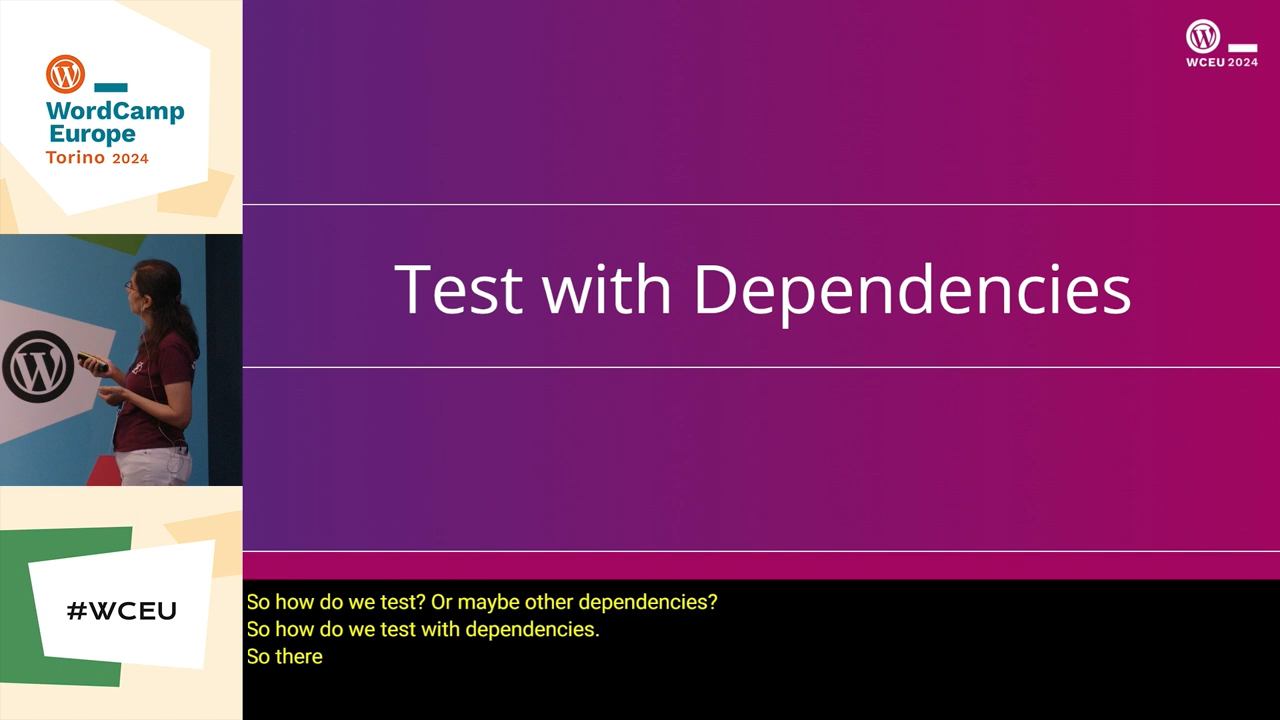 WordCamp
Europe
Torino 2024
WCEU 2024
Test with Dependencies
#WCEU
So how do we test? Or maybe other dependencies?
So how do we test with dependencies.
So there